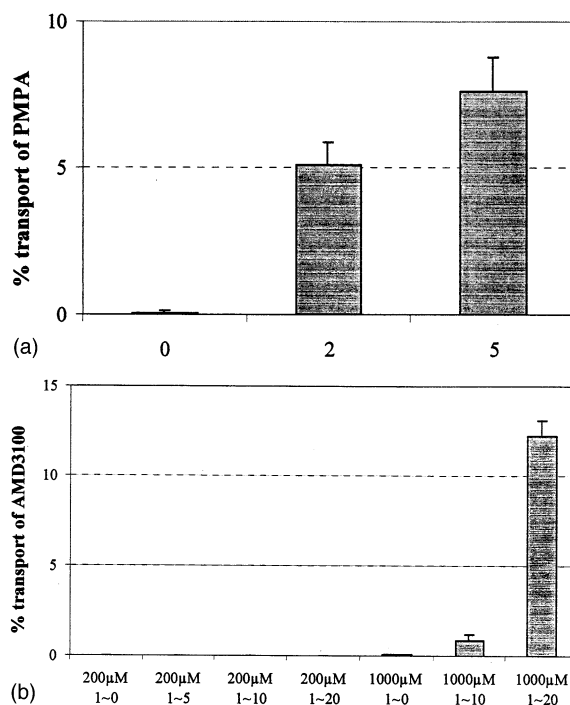 10
5
0
% transport of PMPA
0 2 5
(a)
15
10
5
0
% transport of AMD3100
200µM 200µM 200µM 200µM 1000µM 1000µM 1000µM
1~0 1~5 1~10 1~20 1~0 1~10 1~20
(b)